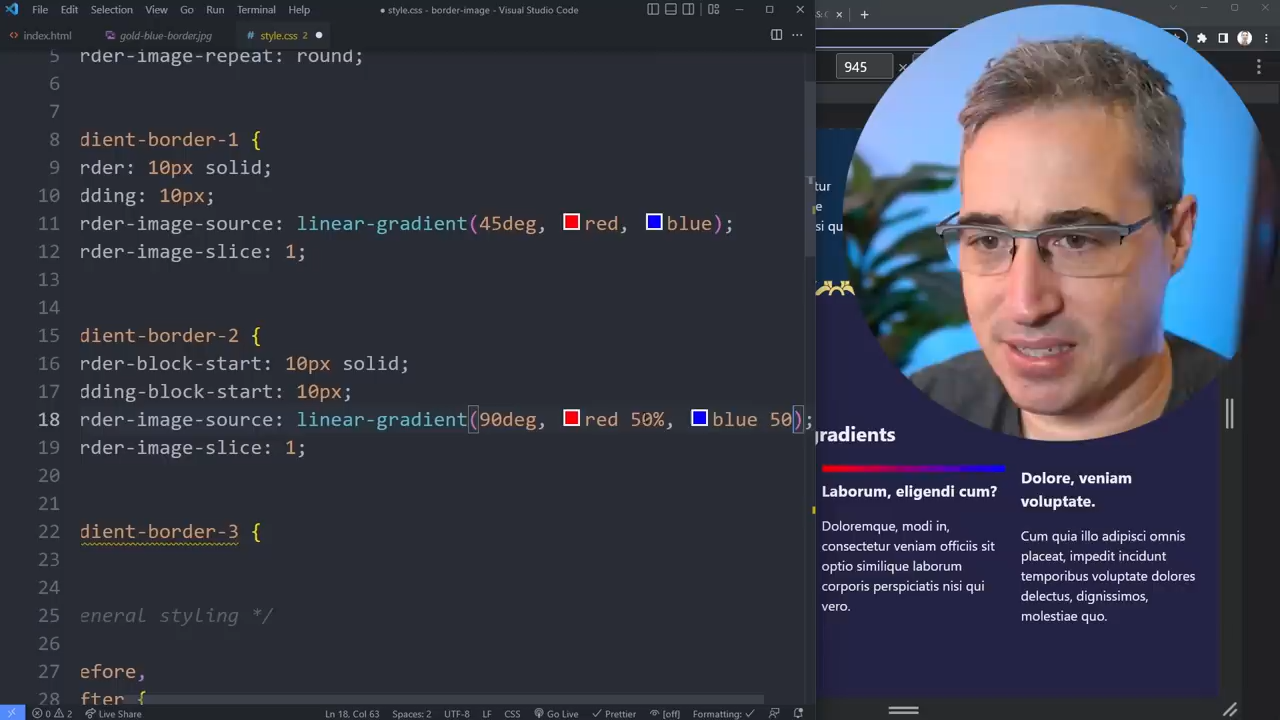 File Edit Selection View Go Run Terminal Help
style.css - border-image - Visual Studio Code
index.html gold-blue-border.jpg # style.css 2
945
5 rder-image-repeat: round;
6
7
8 dient-border-1 {
9 rder: 10px solid;
10 dding: 10px;
11 rder-image-source: linear-gradient(45deg, red, blue);
12 rder-image-slice: 1;
13
14
15 dient-border-2 {
16 rder-block-start: 10px solid;
17 dding-block-start: 10px;
18 rder-image-source: linear-gradient(90deg, red 50%, blue 50);
19 rder-image-slice: 1;
20
21
22 dient-border-3 {
23
24
25 eneral styling */
26
27 efore,
28 fter {
tur
e
si qu
gradients
Laborum, eligendi cum?
Doloremque, modi in,
consectetur veniam officiis sit
optio similique laborum
corporis perspiciatis nisi qui
vero.
Dolore, veniam
voluptate.
Cum quia illo adipisci omnis
placeat, impedit incidunt
temporibus voluptate dolores
delectus, dignissimos,
molestiae quo.
0 2 Live Share Ln 18, Col 63 Spaces: 2 UTF-8 LF CSS Go Live Prettier [off] Formatting: